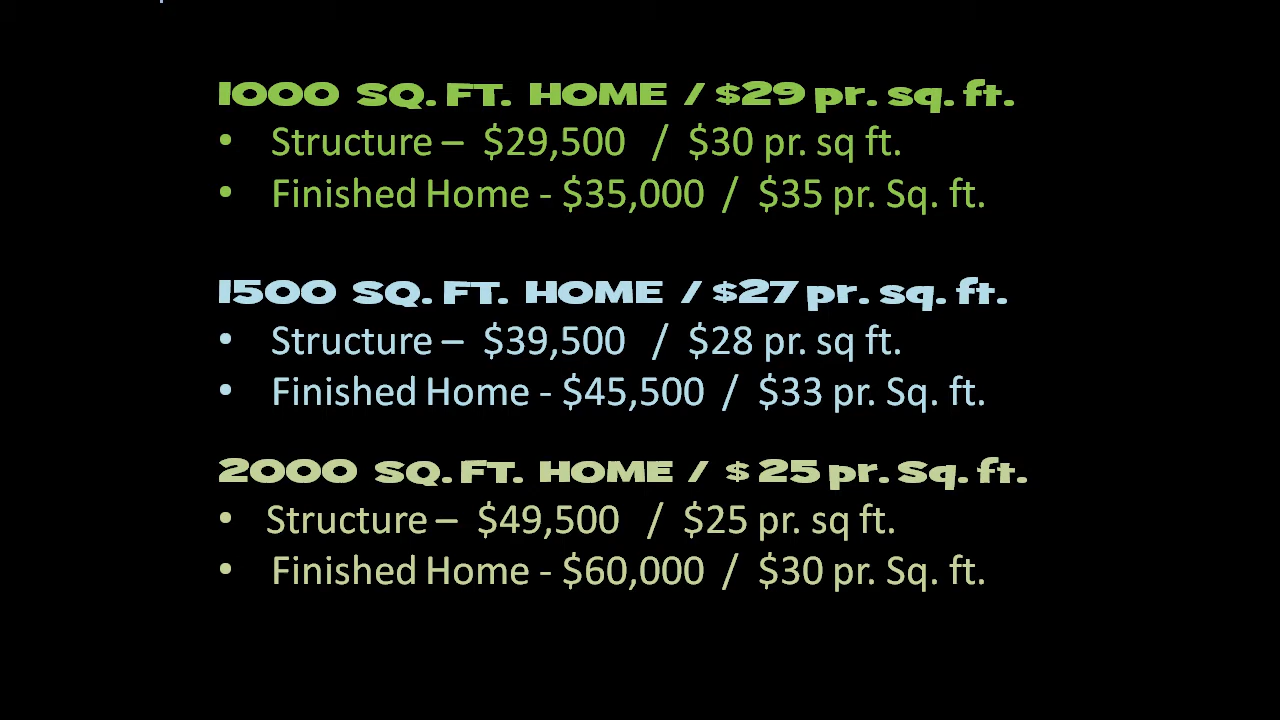 1000 SQ. FT. HOME / $29 pr. sq. ft.
• Structure – $29,500 / $30 pr. sq ft.
• Finished Home - $35,000 / $35 pr. Sq. ft.
1500 SQ. FT. HOME / $27 pr. sq. ft.
• Structure – $39,500 / $28 pr. sq ft.
• Finished Home - $45,500 / $33 pr. Sq. ft.
2000 SQ. FT. HOME / $ 25 pr. Sq. ft.
• Structure – $49,500 / $25 pr. sq ft.
• Finished Home - $60,000 / $30 pr. Sq. ft.